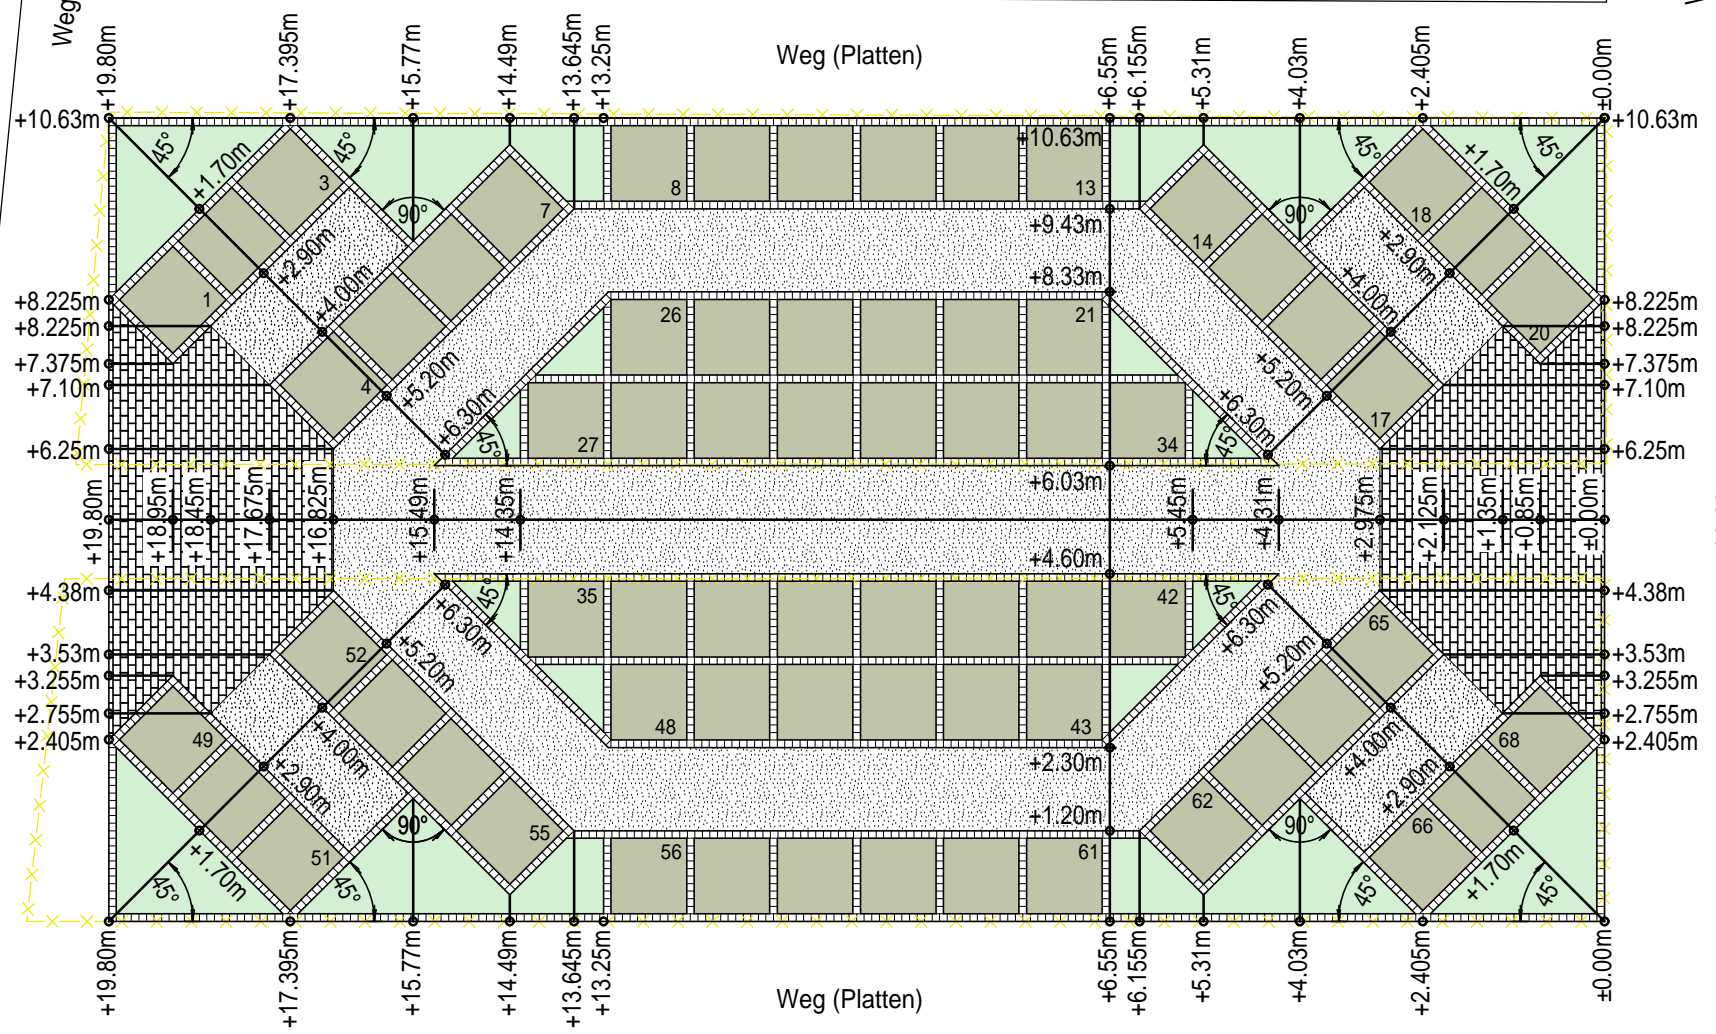 Weg
Weg (Platten)
+19.80m
+17.395m
+15.77m
+14.49m
+13.645m
+13.25m
+6.55m
+6.155m
+5.31m
+4.03m
+2.405m
±0.00m
+10.63m
+10.63m
+10.63m
45°
+1.70m
45°
3
90°
7
8
13
14
90°
18
45°
+1.70m
45°
+9.43m
+2.90m
+4.00m
+2.90m
+4.00m
+8.33m
1
26
21
20
+8.225m
+8.225m
+7.375m
+7.10m
+6.25m
+8.225m
+8.225m
+7.375m
+7.10m
+6.25m
4
+5.20m
+6.30m
45°
27
34
45°
+6.30m
+5.20m
17
+6.03m
+19.80m
+18.95m
+18.45m
+17.675m
+16.825m
+15.49m
+14.35m
+5.45m
+4.31m
+2.975m
+2.125m
+1.35m
+0.85m
±0.00m
+4.60m
+4.38m
+3.53m
+3.255m
+2.755m
+2.405m
+4.38m
+3.53m
+3.255m
+2.755m
+2.405m
52
+5.20m
+6.30m
45°
35
42
45°
+6.30m
+5.20m
65
49
+4.00m
+2.90m
48
43
+4.00m
+2.90m
68
+2.30m
+1.20m
51
90°
55
56
61
62
90°
66
45°
+1.70m
45°
45°
+1.70m
45°
+19.80m
+17.395m
+15.77m
+14.49m
+13.645m
+13.25m
+6.55m
+6.155m
+5.31m
+4.03m
+2.405m
±0.00m
Weg (Platten)